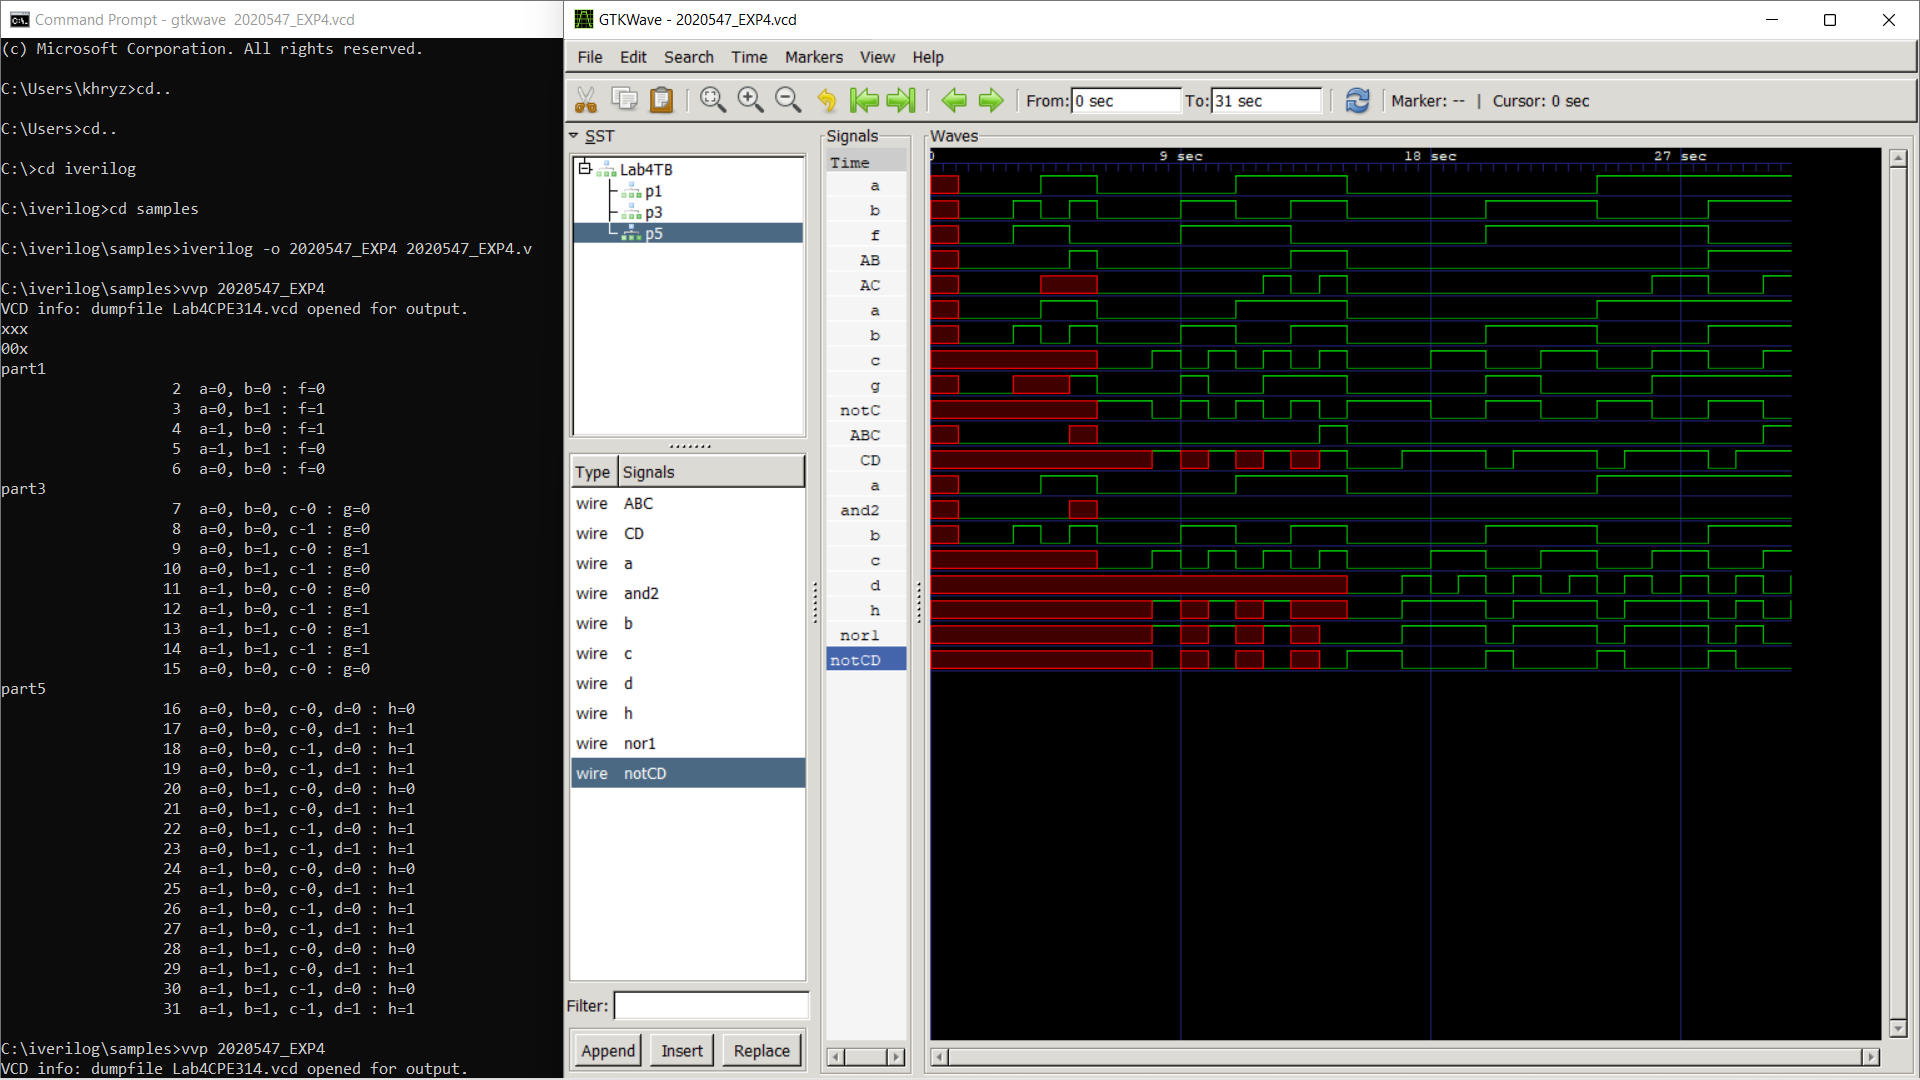 Command Prompt - gtkwave  2020547_EXP4.vcd
(c) Microsoft Corporation. All rights reserved.
C:\Users\khryz>cd..
C:\Users>cd..
C:\>cd iverilog
C:\iverilog>cd samples
C:\iverilog\samples>iverilog -o 2020547_EXP4 2020547_EXP4.v
C:\iverilog\samples>vvp 2020547_EXP4
VCD info: dumpfile Lab4CPE314.vcd opened for output.
xxx
00x
part1
2  a=0, b=0 : f=0
3  a=0, b=1 : f=1
4  a=1, b=0 : f=1
5  a=1, b=1 : f=0
6  a=0, b=0 : f=0
part3
7  a=0, b=0, c-0 : g=0
8  a=0, b=0, c-1 : g=0
9  a=0, b=1, c-0 : g=1
10  a=0, b=1, c-1 : g=0
11  a=1, b=0, c-0 : g=0
12  a=1, b=0, c-1 : g=1
13  a=1, b=1, c-0 : g=1
14  a=1, b=1, c-1 : g=1
15  a=0, b=0, c-0 : g=0
part5
16  a=0, b=0, c-0, d=0 : h=0
17  a=0, b=0, c-0, d=1 : h=1
18  a=0, b=0, c-1, d=0 : h=1
19  a=0, b=0, c-1, d=1 : h=1
20  a=0, b=1, c-0, d=0 : h=0
21  a=0, b=1, c-0, d=1 : h=1
22  a=0, b=1, c-1, d=0 : h=1
23  a=0, b=1, c-1, d=1 : h=1
24  a=1, b=0, c-0, d=0 : h=0
25  a=1, b=0, c-0, d=1 : h=1
26  a=1, b=0, c-1, d=0 : h=1
27  a=1, b=0, c-1, d=1 : h=1
28  a=1, b=1, c-0, d=0 : h=0
29  a=1, b=1, c-0, d=1 : h=1
30  a=1, b=1, c-1, d=0 : h=0
31  a=1, b=1, c-1, d=1 : h=1
C:\iverilog\samples>vvp 2020547_EXP4
VCD info: dumpfile Lab4CPE314.vcd opened for output.
GTKWave - 2020547_EXP4.vcd
File Edit Search Time Markers View Help
From: 0 sec To: 31 sec Marker: -- | Cursor: 0 sec
SST
Lab4TB
p1
p3
p5
Type Signals
wire ABC
wire CD
wire a
wire and2
wire b
wire c
wire d
wire h
wire nor1
wire notCD
Filter:
Append Insert Replace
Signals
Time
a
b
f
AB
AC
a
b
c
g
notC
ABC
CD
a
and2
b
c
d
h
nor1
notCD
Waves
0 9 sec 18 sec 27 sec